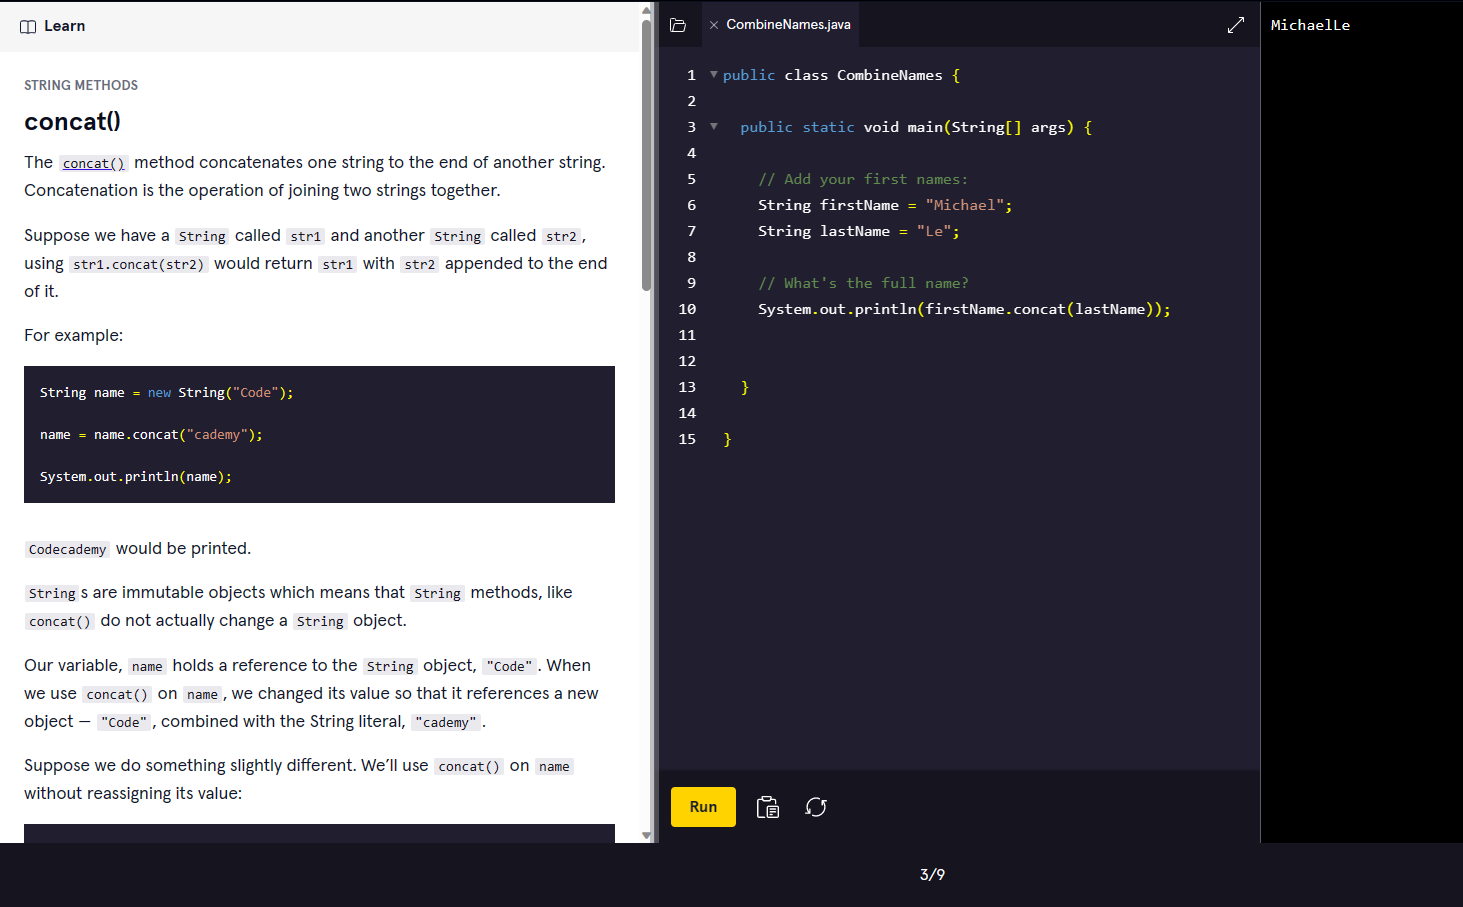 Learn
STRING METHODS
concat()
The concat() method concatenates one string to the end of another string.
Concatenation is the operation of joining two strings together.
Suppose we have a String called str1 and another String called str2,
using str1.concat(str2) would return str1 with str2 appended to the end
of it.
For example:
String name = new String("Code");
name = name.concat("cademy");
System.out.println(name);
Codecademy would be printed.
Strings are immutable objects which means that String methods, like
concat() do not actually change a String object.
Our variable, name holds a reference to the String object, "Code". When
we use concat() on name, we changed its value so that it references a new
object — "Code", combined with the String literal, "cademy".
Suppose we do something slightly different. We’ll use concat() on name
without reassigning its value:
CombineNames.java
1 public class CombineNames {
2
3 public static void main(String[] args) {
4
5 // Add your first names:
6 String firstName = "Michael";
7 String lastName = "Le";
8
9 // What's the full name?
10 System.out.println(firstName.concat(lastName));
11
12
13 }
14
15 }
Run
MichaelLe
3/9